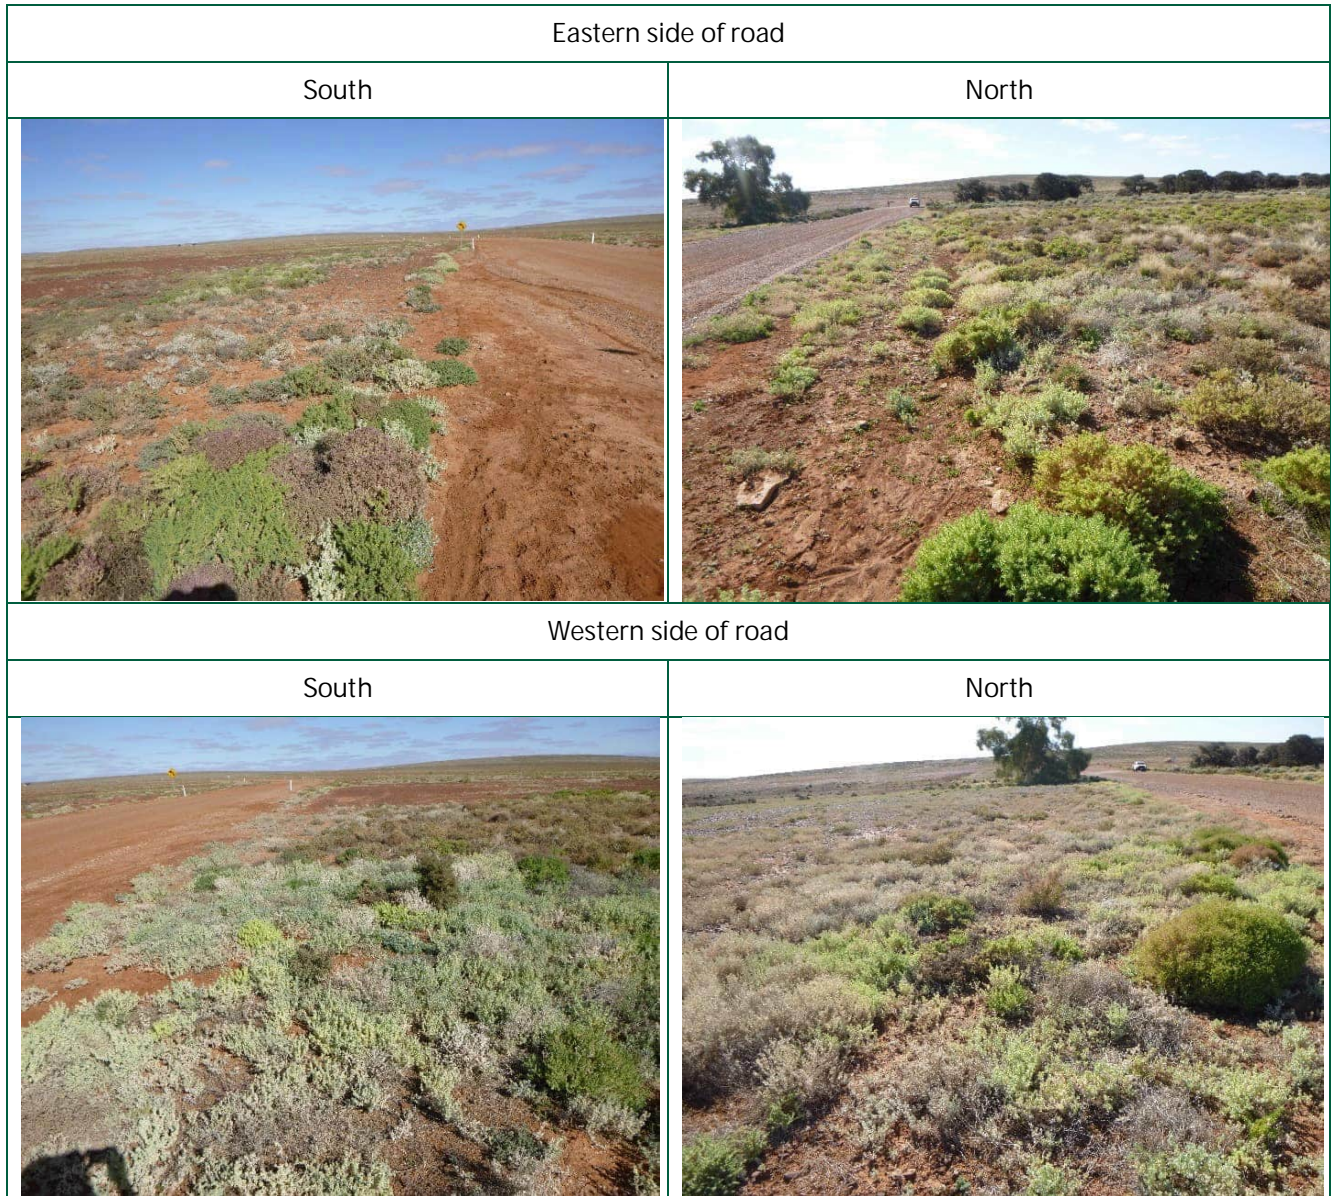 Eastern side of road
South
North
Western side of road
South
North